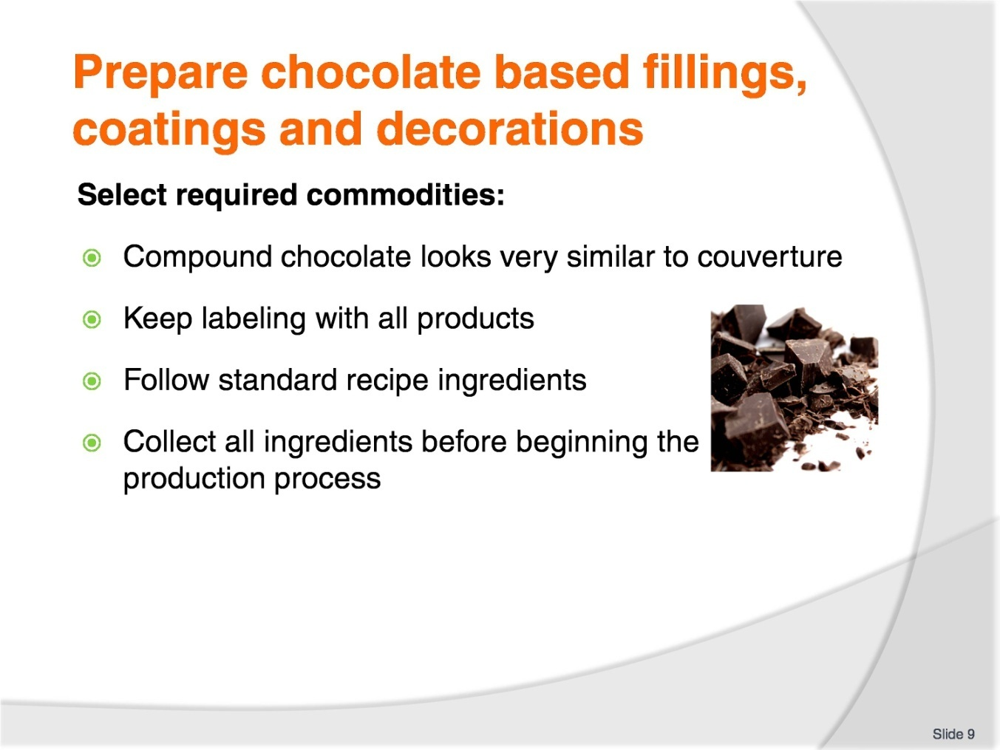 Prepare chocolate based fillings,
coatings and decorations
Select required commodities:
Compound chocolate looks very similar to couverture
Keep labeling with all products
Follow standard recipe ingredients
Collect all ingredients before beginning the
production process
Slide 9